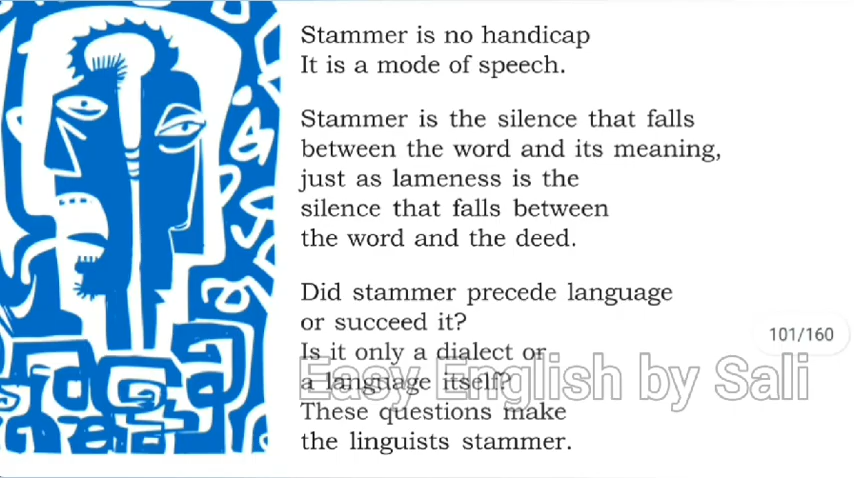 Stammer is no handicap
It is a mode of speech.
Stammer is the silence that falls
between the word and its meaning,
just as lameness is the
silence that falls between
the word and the deed.
Did stammer precede language
or succeed it?
Is it only a dialect or
a language itself?
These questions make
the linguists stammer.
101/160
Easy English by Sali